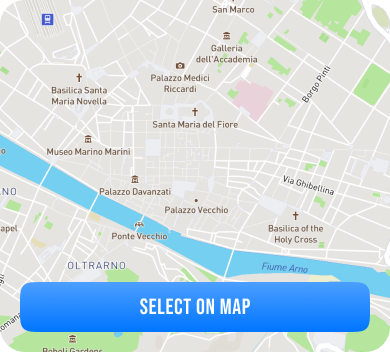 San Marco
Galleria
dell'Accademia
Palazzo Medici
Riccardi
Borgo Pinti
Basilica Santa
Maria Novella
Santa Maria del Fiore
Museo Marino Marini
Via Ghibellina
Palazzo Davanzati
NO
Palazzo Vecchio
apel
Ponte Vecchio
Basilica of the
Holy Cross
OLTRARNO
Fiume Arno
SELECT ON MAP
Boboli Gardens